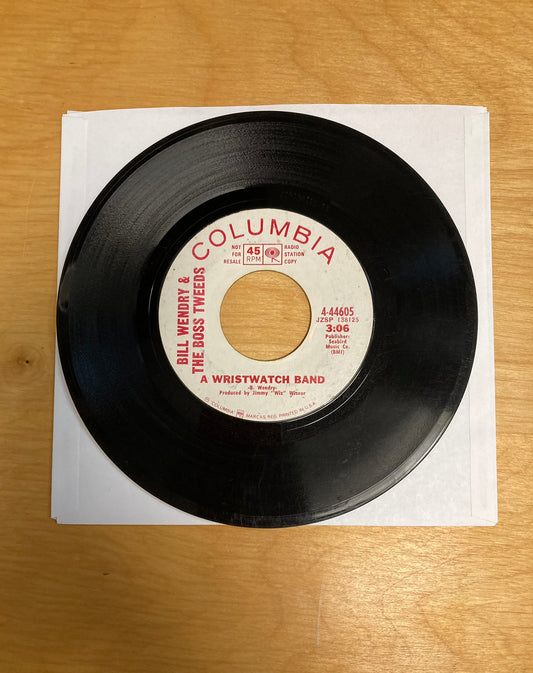 COLUMBIA
NOT
FOR
RESALE
45
RPM
RADIO
STATION
COPY
BILL WENDRY &
THE BOSS TWEEDS
4-44605
JZSP 138125
3:06
Publisher:
Seabird
Music Co.
(BMI)
A WRISTWATCH BAND
-B. Wendry-
Produced by Jimmy "Wiz" Wisner
"COLUMBIA" MARCAS REG. PRINTED IN U.S.A.